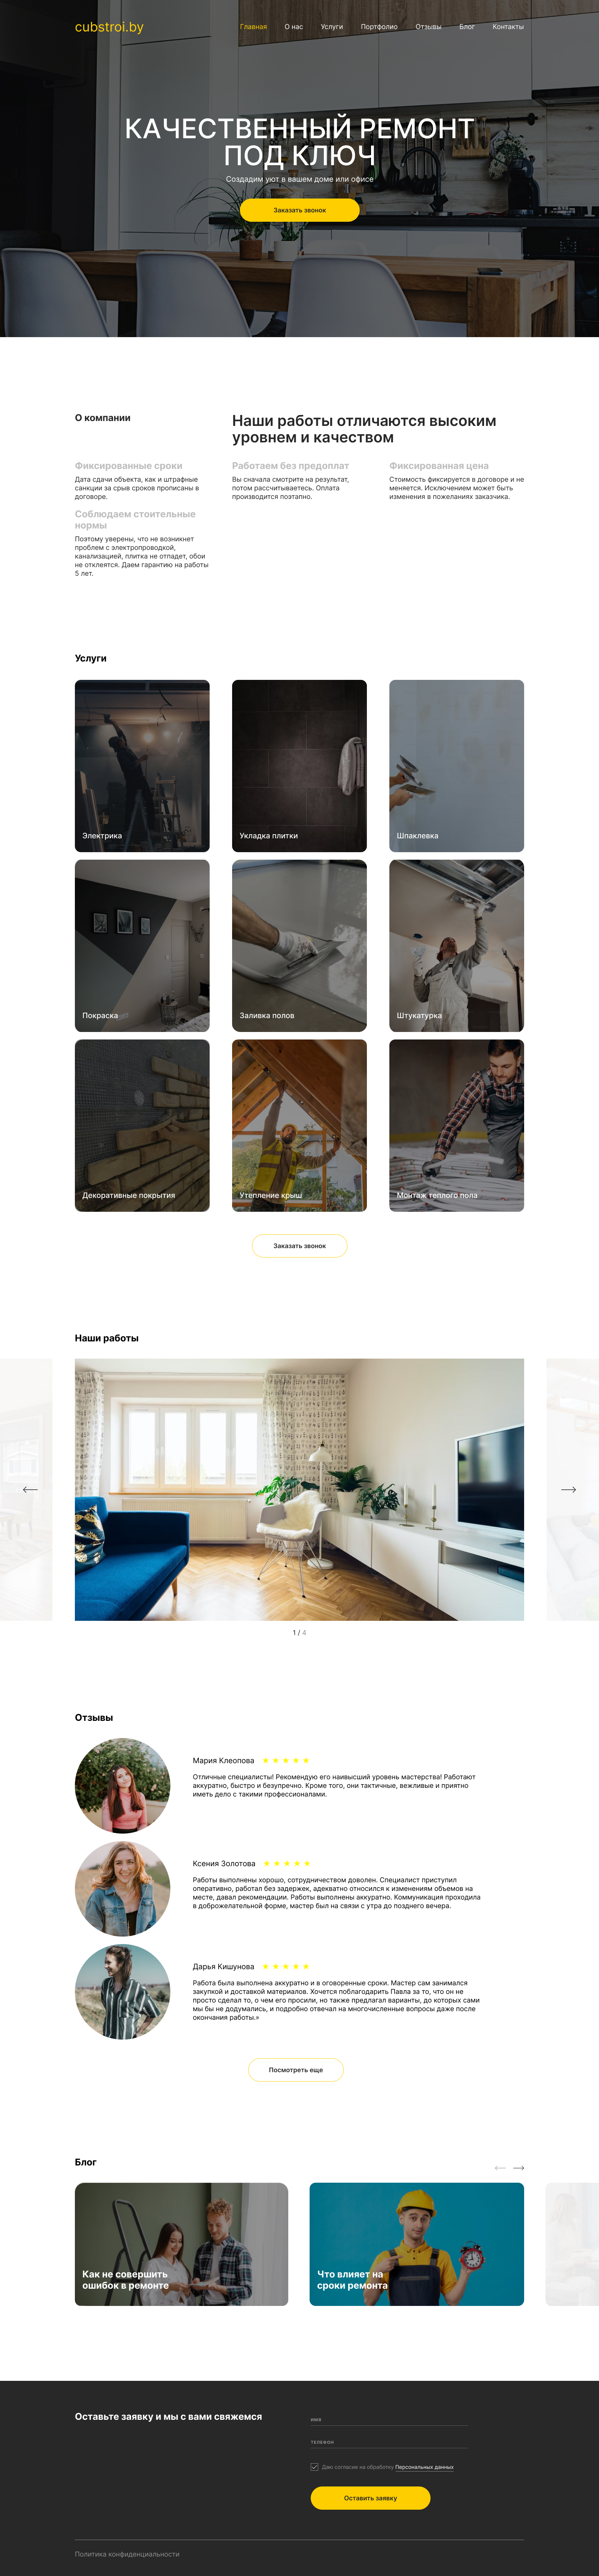 cubstroi.by
Главная О нас Услуги Портфолио Отзывы Блог Контакты
КАЧЕСТВЕННЫЙ РЕМОНТ
ПОД КЛЮЧ
Создадим уют в вашем доме или офисе
Заказать звонок
О компании
Наши работы отличаются высоким
уровнем и качеством
Фиксированные сроки
Дата сдачи объекта, как и штрафные
санкции за срыв сроков прописаны в
договоре.
Работаем без предоплат
Вы сначала смотрите на результат,
потом рассчитываетесь. Оплата
производится поэтапно.
Фиксированная цена
Стоимость фиксируется в договоре и не
меняется. Исключением может быть
изменения в пожеланиях заказчика.
Соблюдаем стоительные
нормы
Поэтому уверены, что не возникнет
проблем с электропроводкой,
канализацией, плитка не отпадет, обои
не отклеятся. Даем гарантию на работы
5 лет.
Услуги
Электрика
Укладка плитки
Шпаклевка
Покраска
Заливка полов
Штукатурка
Декоративные покрытия
Утепление крыш
Монтаж теплого пола
Заказать звонок
Наши работы
1 / 4
Отзывы
Мария Клеопова
Отличные специалисты! Рекомендую его наивысший уровень мастерства! Работают
аккуратно, быстро и безупречно. Кроме того, они тактичные, вежливые и приятно
иметь дело с такими профессионалами.
Ксения Золотова
Работы выполнены хорошо, сотрудничеством доволен. Специалист приступил
оперативно, работал без задержек, адекватно относился к изменениям объемов на
месте, давал рекомендации. Работы выполнены аккуратно. Коммуникация проходила
в доброжелательной форме, мастер был на связи с утра до позднего вечера.
Дарья Кишунова
Работа была выполнена аккуратно и в оговоренные сроки. Мастер сам занимался
закупкой и доставкой материалов. Хочется поблагодарить Павла за то, что он не
просто сделал то, о чем его просили, но также предлагал варианты, до которых сами
мы бы не додумались, и подробно отвечал на многочисленные вопросы даже после
окончания работы.»
Посмотреть еще
Блог
Как не совершить
ошибок в ремонте
Что влияет на
сроки ремонта
Оставьте заявку и мы с вами свяжемся
ИМЯ
ТЕЛЕФОН
Даю согласие на обработку Персональных данных
Оставить заявку
Политика конфиденциальности